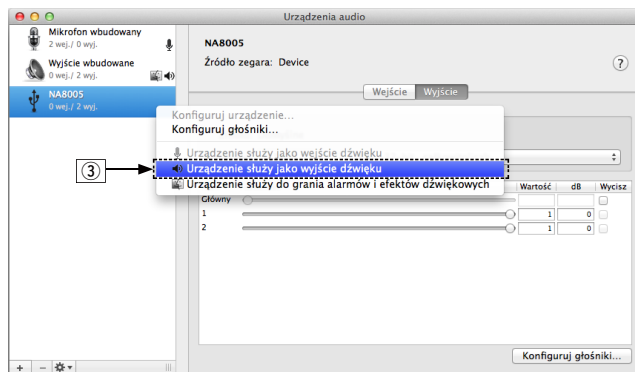 Urządzenia audio
Mikrofon wbudowany
2 wej./ 0 wyj.
Wyjście wbudowane
0 wej./ 2 wyj.
NA8005
0 wej./ 2 wyj.
NA8005
Źródło zegara: Device
?
Wejście Wyjście
Konfiguruj urządzenie...
Konfiguruj głośniki...
Urządzenie służy jako wejście dźwięku
3
Urządzenie służy jako wyjście dźwięku
Urządzenie służy do grania alarmów i efektów dźwiękowych
Wartość dB Wycisz
Główny
1 1 0
2 1 0
Konfiguruj głośniki...
+ −